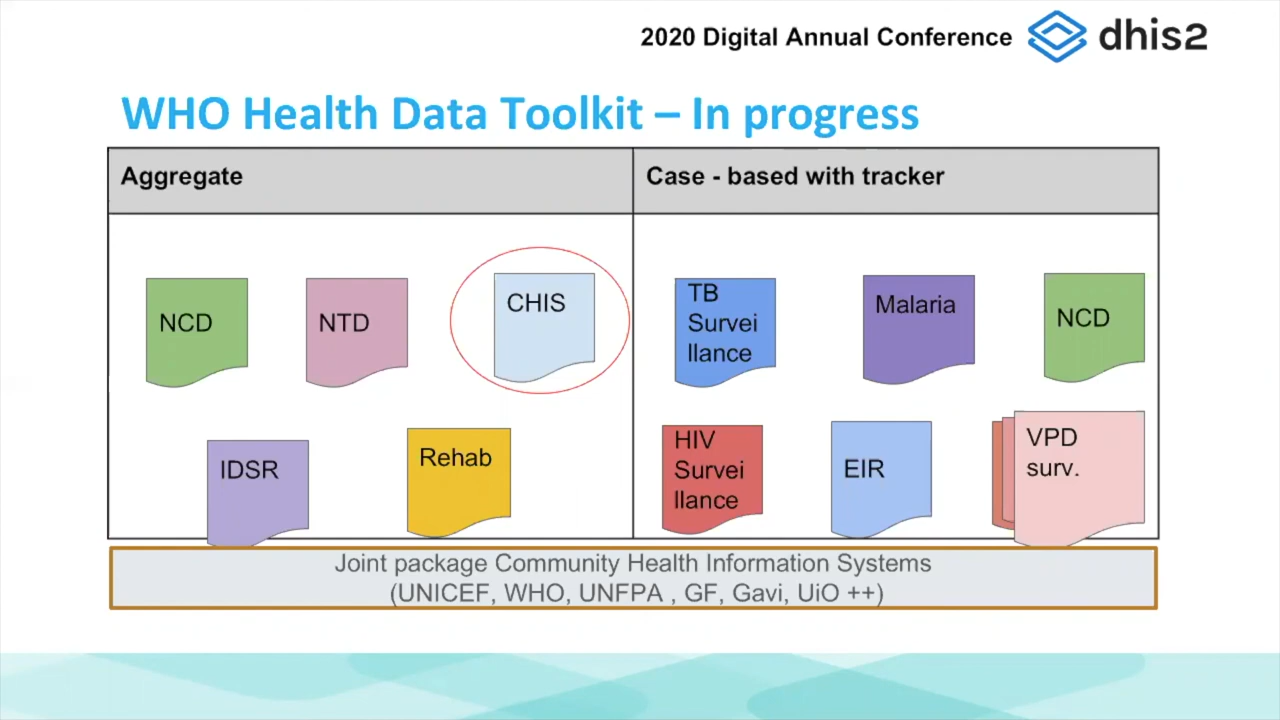 2020 Digital Annual Conference
dhis2
WHO Health Data Toolkit – In progress
Aggregate
Case - based with tracker
NCD
NTD
CHIS
TB
Survei
llance
Malaria
NCD
IDSR
Rehab
HIV
Survei
llance
EIR
VPD
surv.
Joint package Community Health Information Systems
(UNICEF, WHO, UNFPA , GF, Gavi, UiO ++)